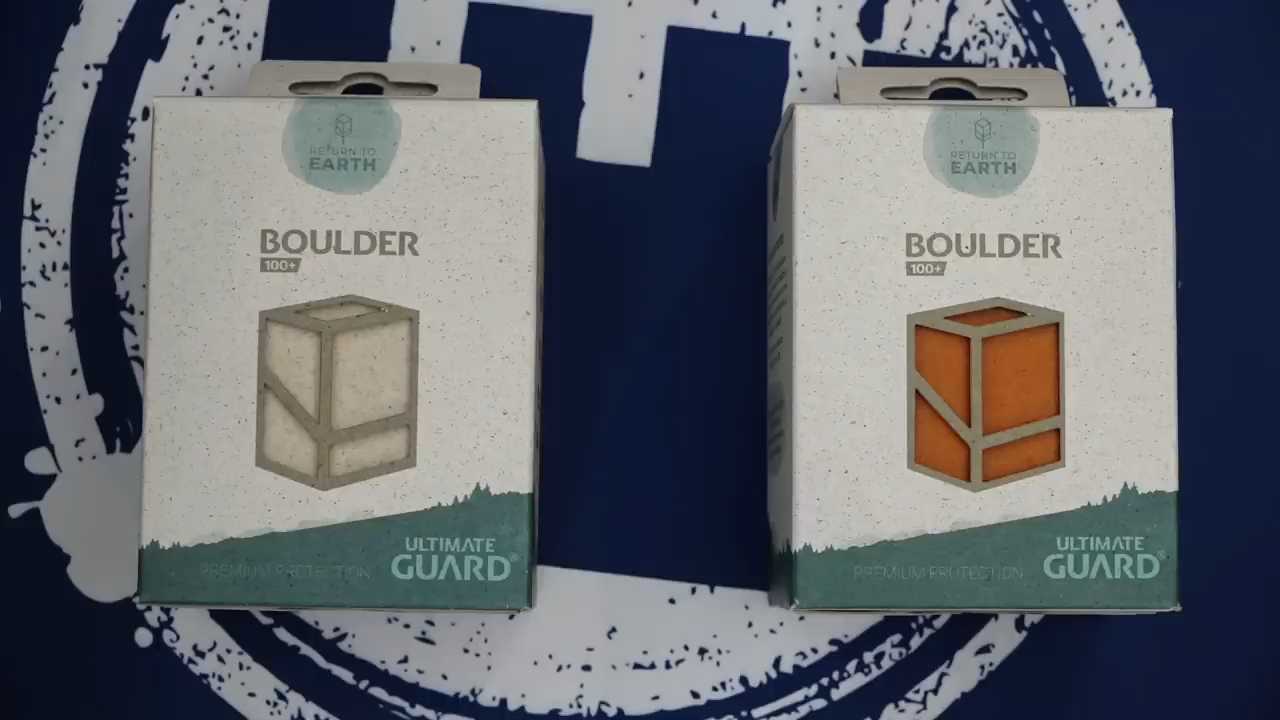 RETURN TO
EARTH
BOULDER
100+
PREMIUM PROTECTION
ULTIMATE
GUARD®
RETURN TO
EARTH
BOULDER
100+
PREMIUM PROTECTION
ULTIMATE
GUARD®